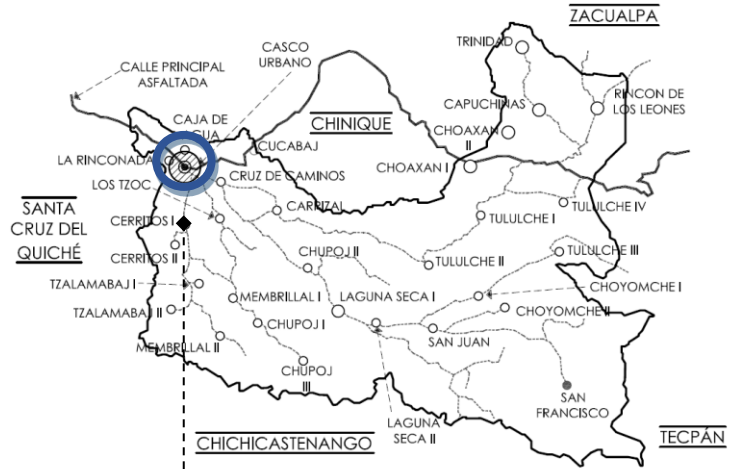 ZACUALPA
TRINIDAD
CASCO
URBANO
CALLE PRINCIPAL
ASFALTADA
RINCON DE
LOS LEONES
CAPUCHINAS
CAJA DE
GUA
CHINIQUE
CHOAXAN
II
CUCABAJ
LA RINCONADA
CHOAXAN I
CRUZ DE CAMINOS
LOS TZOC
SANTA
CRUZ DEL
QUICHÉ
CARRIZAL
TULULCHE IV
CERRITOS I
TULULCHE I
CERRITOS II
CHUPOJ II
TULULCHE III
TULULCHE II
TZALAMABAJ I
CHOYOMCHE I
MEMBRILLAL I
LAGUNA SECA I
TZALAMABAJ II
CHOYOMCHE II
CHUPOJ I
SAN JUAN
MEMBRILLAL II
CHUPOJ
III
SAN
FRANCISCO
LAGUNA
SECA II
CHICHICASTENANGO
TECPÁN